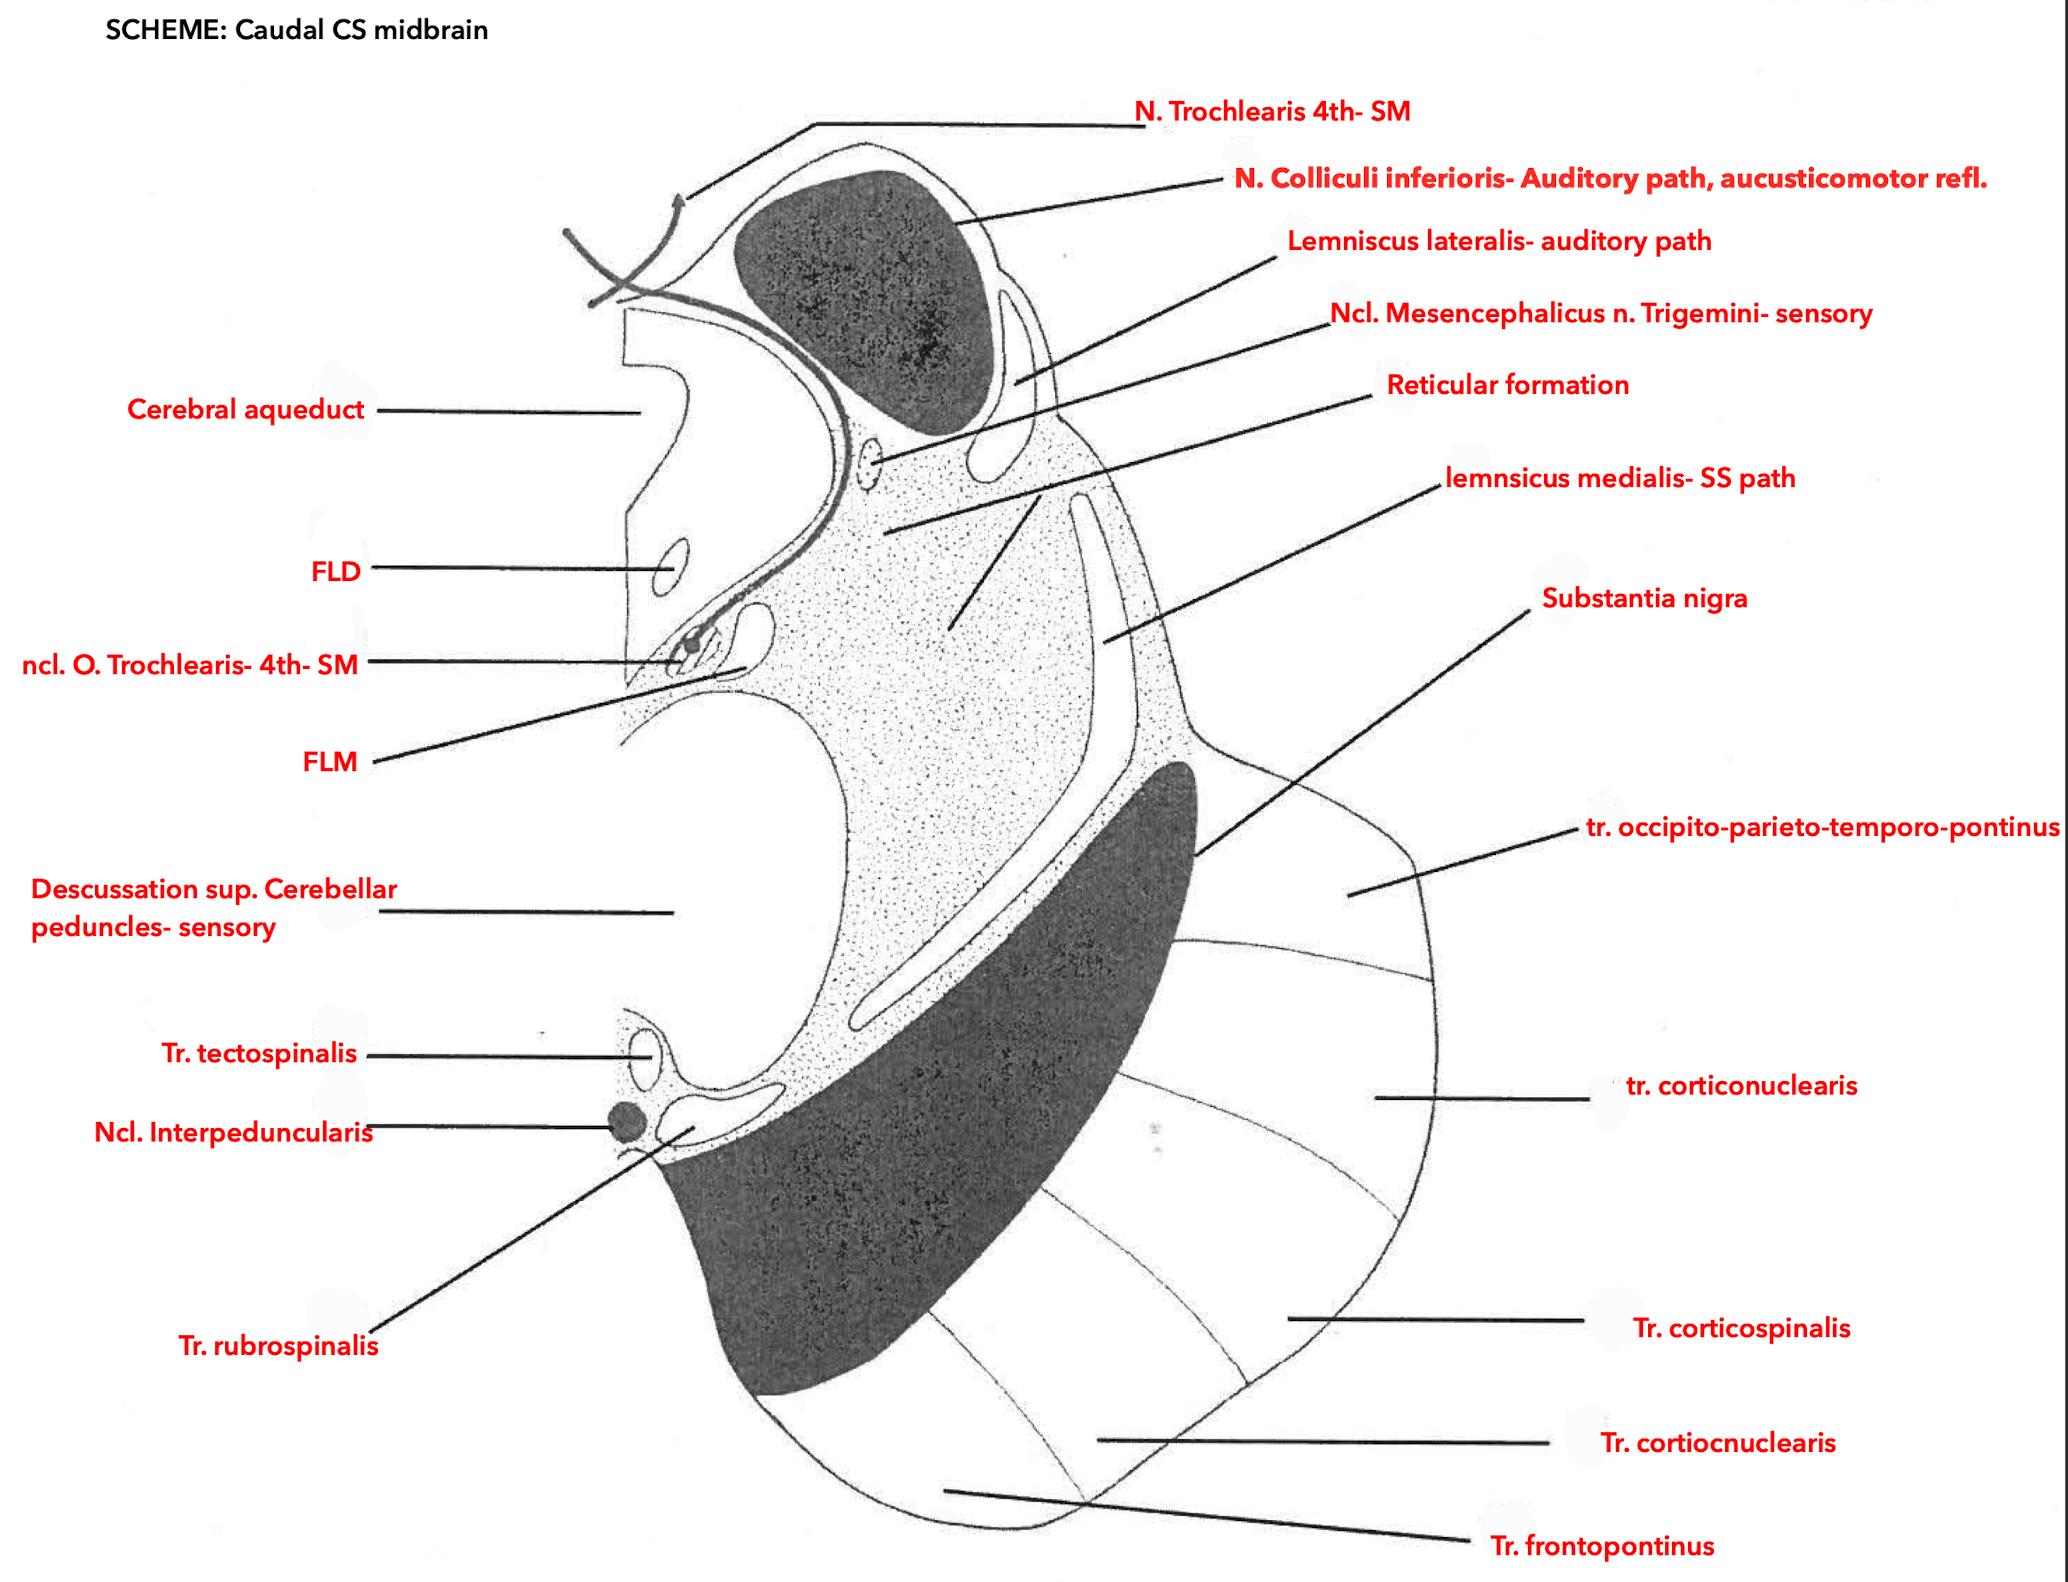 SCHEME: Caudal CS midbrain
N. Trochlearis 4th- SM
N. Colliculi inferioris- Auditory path, aucusticomotor refl.
Lemniscus lateralis- auditory path
Ncl. Mesencephalicus n. Trigemini- sensory
Reticular formation
Cerebral aqueduct
lemnsicus medialis- SS path
FLD
Substantia nigra
ncl. O. Trochlearis- 4th- SM
FLM
tr. occipito-parieto-temporo-pontinus
Descussation sup. Cerebellar
peduncles- sensory
Tr. tectospinalis
tr. corticonuclearis
Ncl. Interpeduncularis
Tr. corticospinalis
Tr. rubrospinalis
Tr. cortiocnuclearis
Tr. frontopontinus